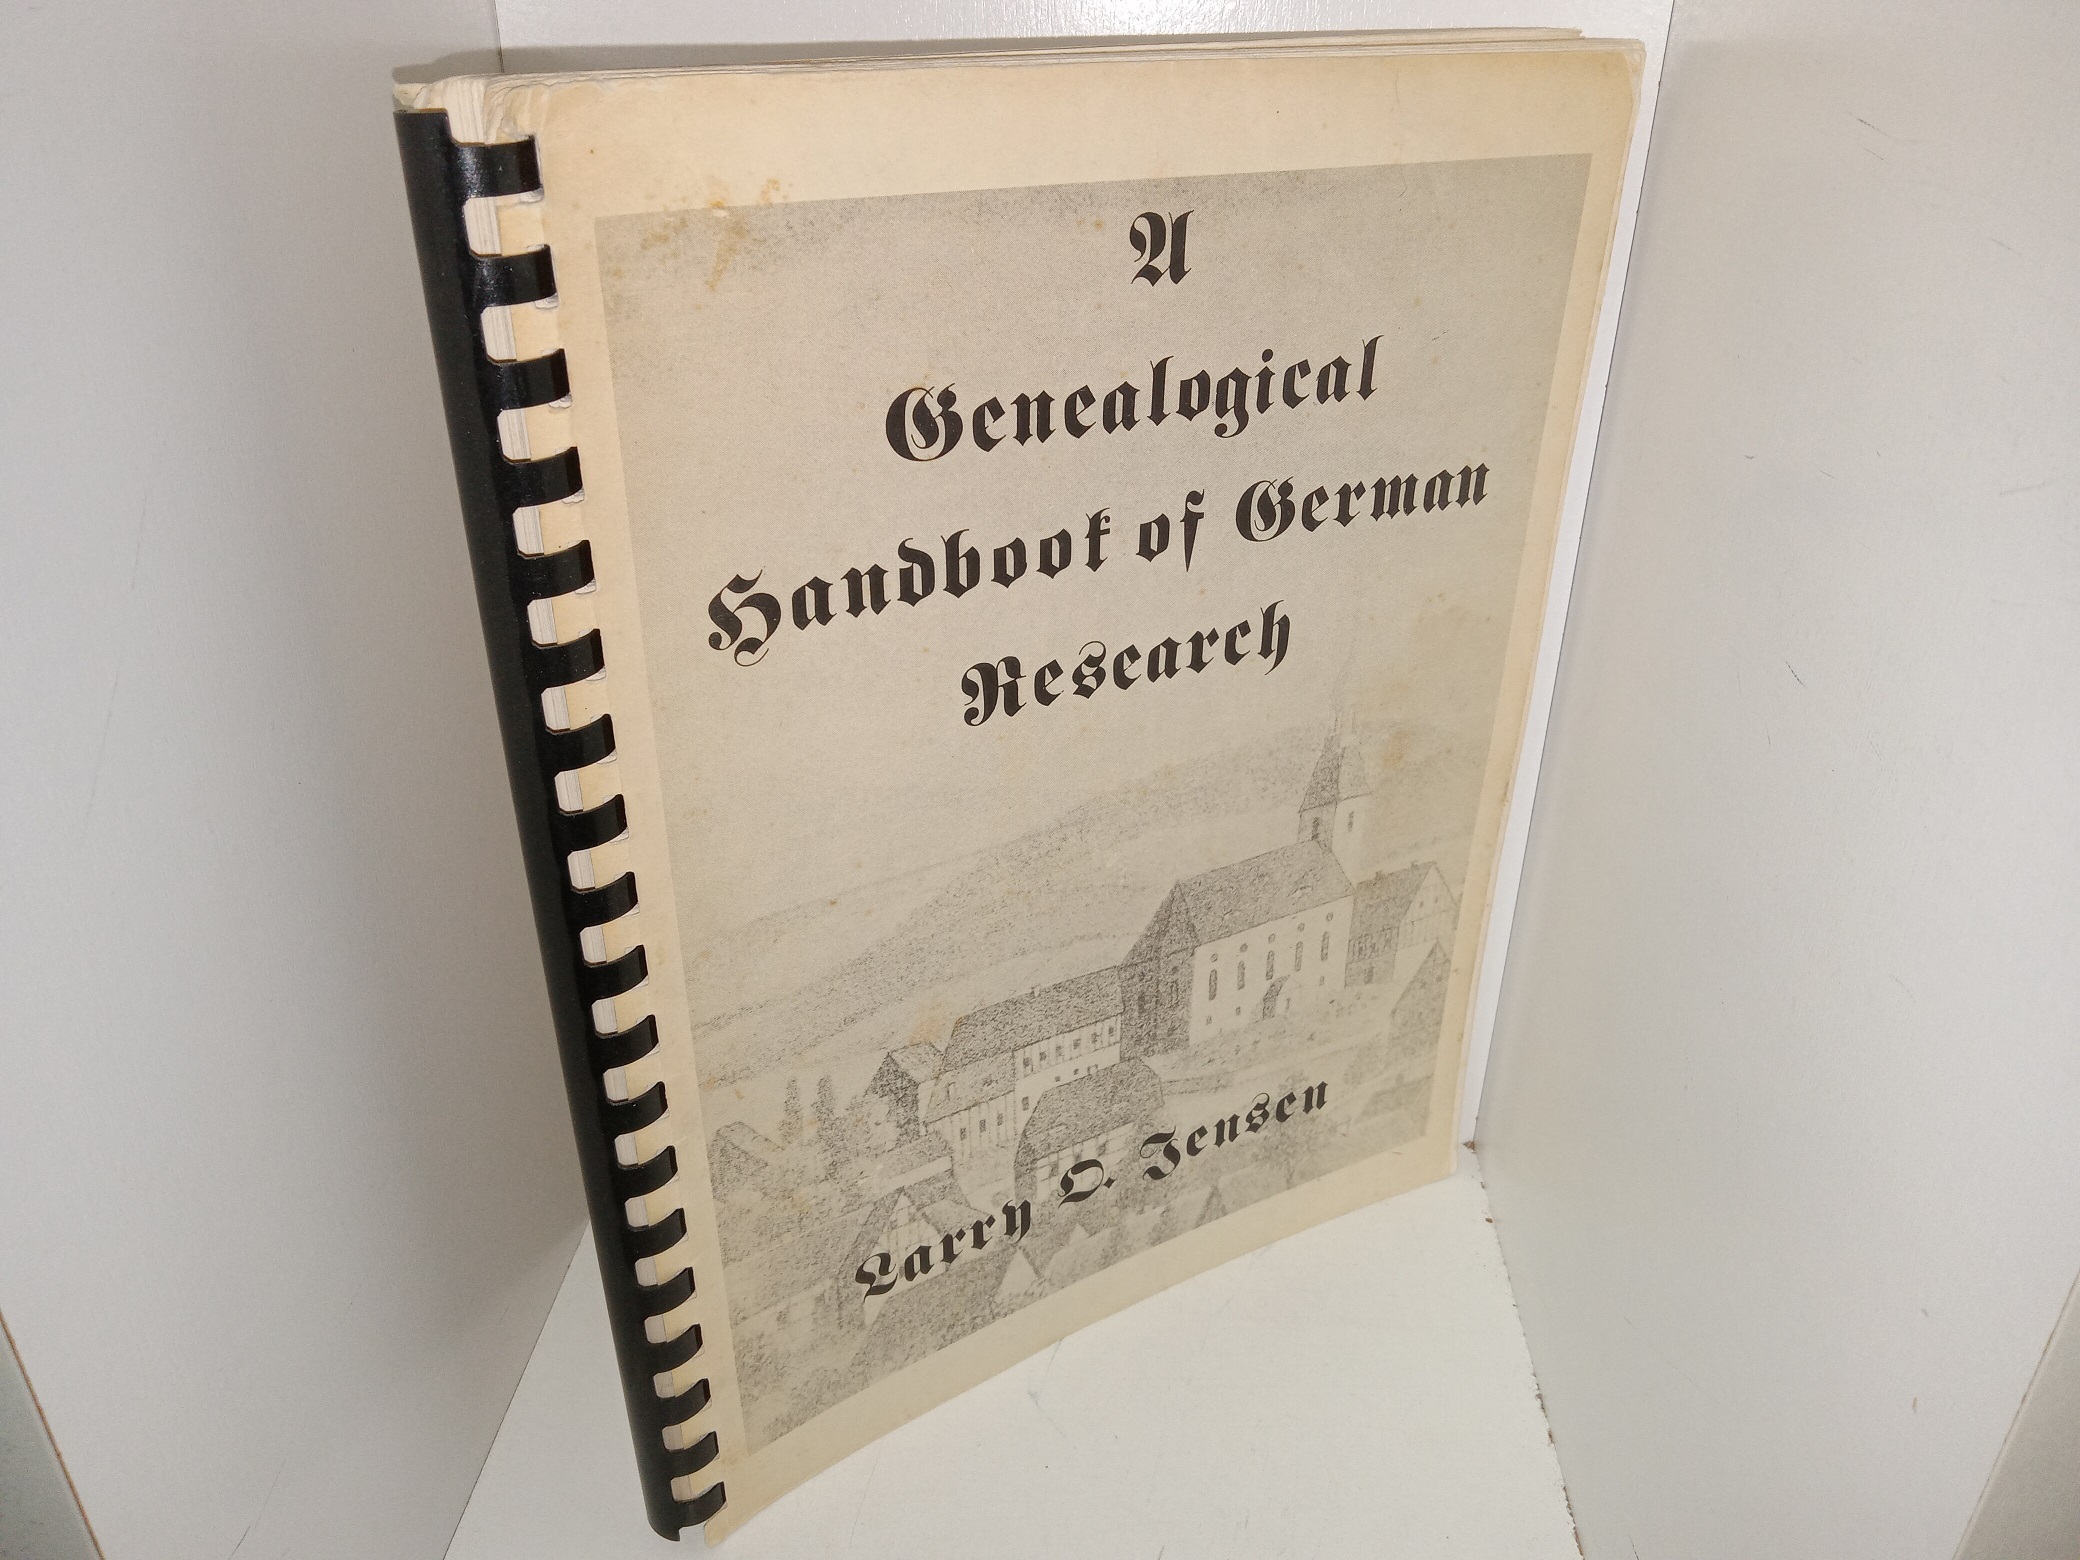 A
Genealogical
Handbook of German
Research
Larry O. Jensen